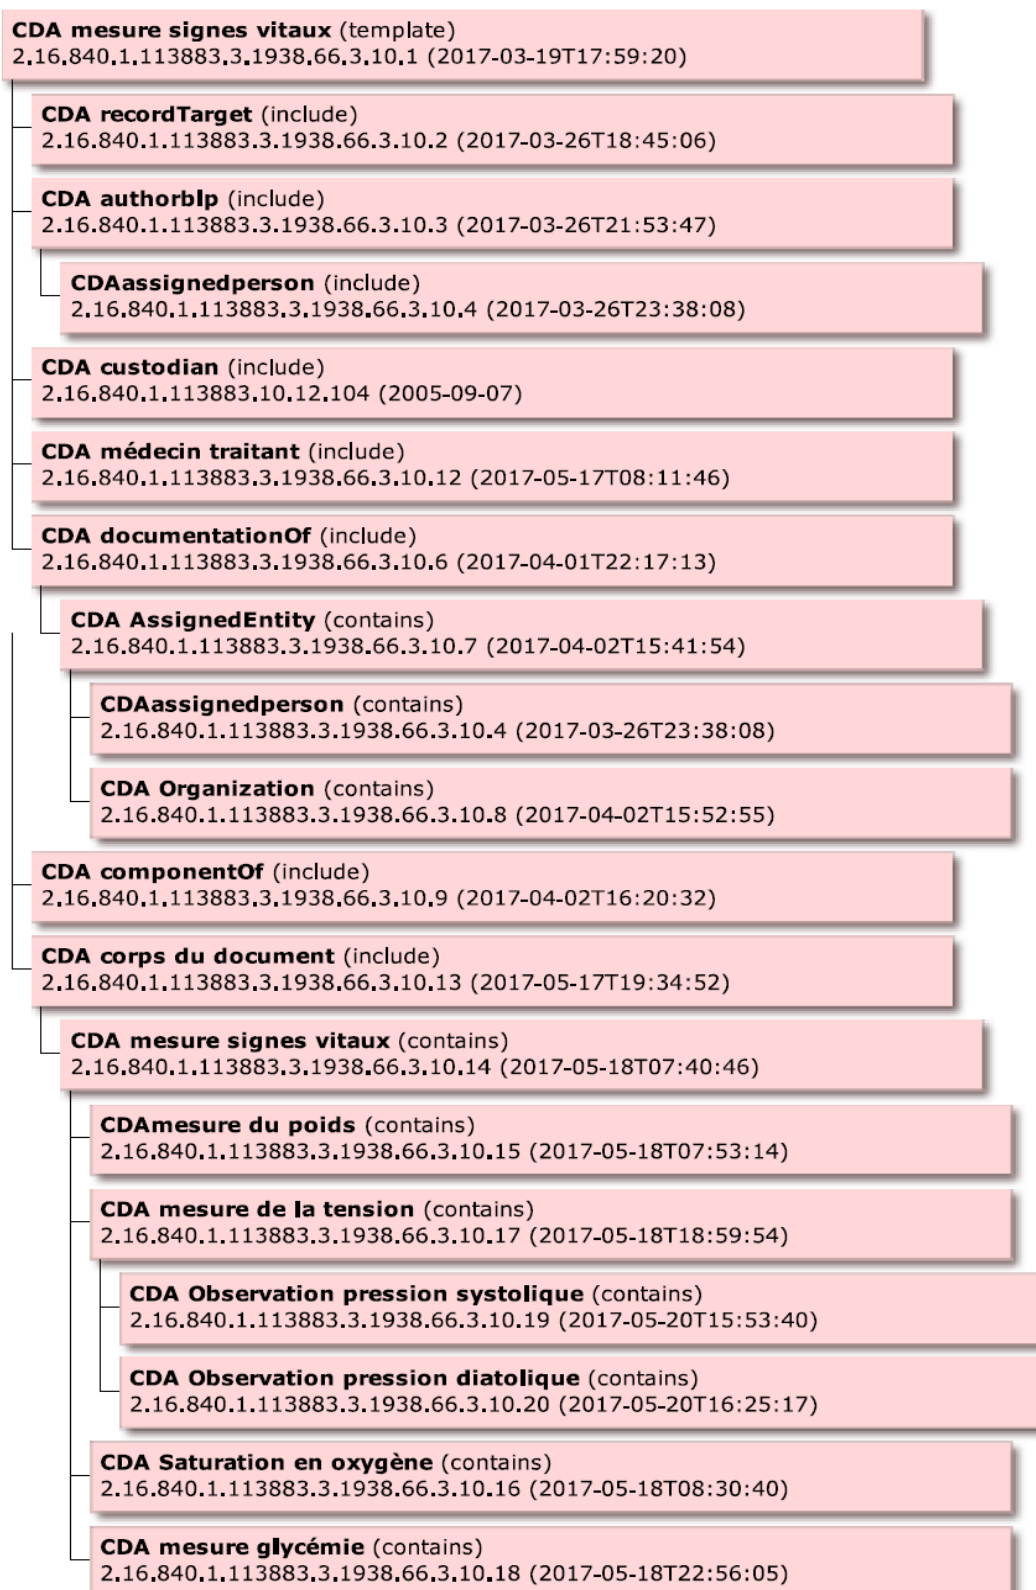 CDA mesure signes vitaux (template)
2.16.840.1.113883.3.1938.66.3.10.1 (2017-03-19T17:59:20)
CDA recordTarget (include)
2.16.840.1.113883.3.1938.66.3.10.2 (2017-03-26T18:45:06)
CDA authorblp (include)
2.16.840.1.113883.3.1938.66.3.10.3 (2017-03-26T21:53:47)
CDAassignedperson (include)
2.16.840.1.113883.3.1938.66.3.10.4 (2017-03-26T23:38:08)
CDA custodian (include)
2.16.840.1.113883.10.12.104 (2005-09-07)
CDA médecin traitant (include)
2.16.840.1.113883.3.1938.66.3.10.12 (2017-05-17T08:11:46)
CDA documentationOf (include)
2.16.840.1.113883.3.1938.66.3.10.6 (2017-04-01T22:17:13)
CDA AssignedEntity (contains)
2.16.840.1.113883.3.1938.66.3.10.7 (2017-04-02T15:41:54)
CDAassignedperson (contains)
2.16.840.1.113883.3.1938.66.3.10.4 (2017-03-26T23:38:08)
CDA Organization (contains)
2.16.840.1.113883.3.1938.66.3.10.8 (2017-04-02T15:52:55)
CDA componentOf (include)
2.16.840.1.113883.3.1938.66.3.10.9 (2017-04-02T16:20:32)
CDA corps du document (include)
2.16.840.1.113883.3.1938.66.3.10.13 (2017-05-17T19:34:52)
CDA mesure signes vitaux (contains)
2.16.840.1.113883.3.1938.66.3.10.14 (2017-05-18T07:40:46)
CDAmesure du poids (contains)
2.16.840.1.113883.3.1938.66.3.10.15 (2017-05-18T07:53:14)
CDA mesure de la tension (contains)
2.16.840.1.113883.3.1938.66.3.10.17 (2017-05-18T18:59:54)
CDA Observation pression systolique (contains)
2.16.840.1.113883.3.1938.66.3.10.19 (2017-05-20T15:53:40)
CDA Observation pression diatolique (contains)
2.16.840.1.113883.3.1938.66.3.10.20 (2017-05-20T16:25:17)
CDA Saturation en oxygène (contains)
2.16.840.1.113883.3.1938.66.3.10.16 (2017-05-18T08:30:40)
CDA mesure glycémie (contains)
2.16.840.1.113883.3.1938.66.3.10.18 (2017-05-18T22:56:05)